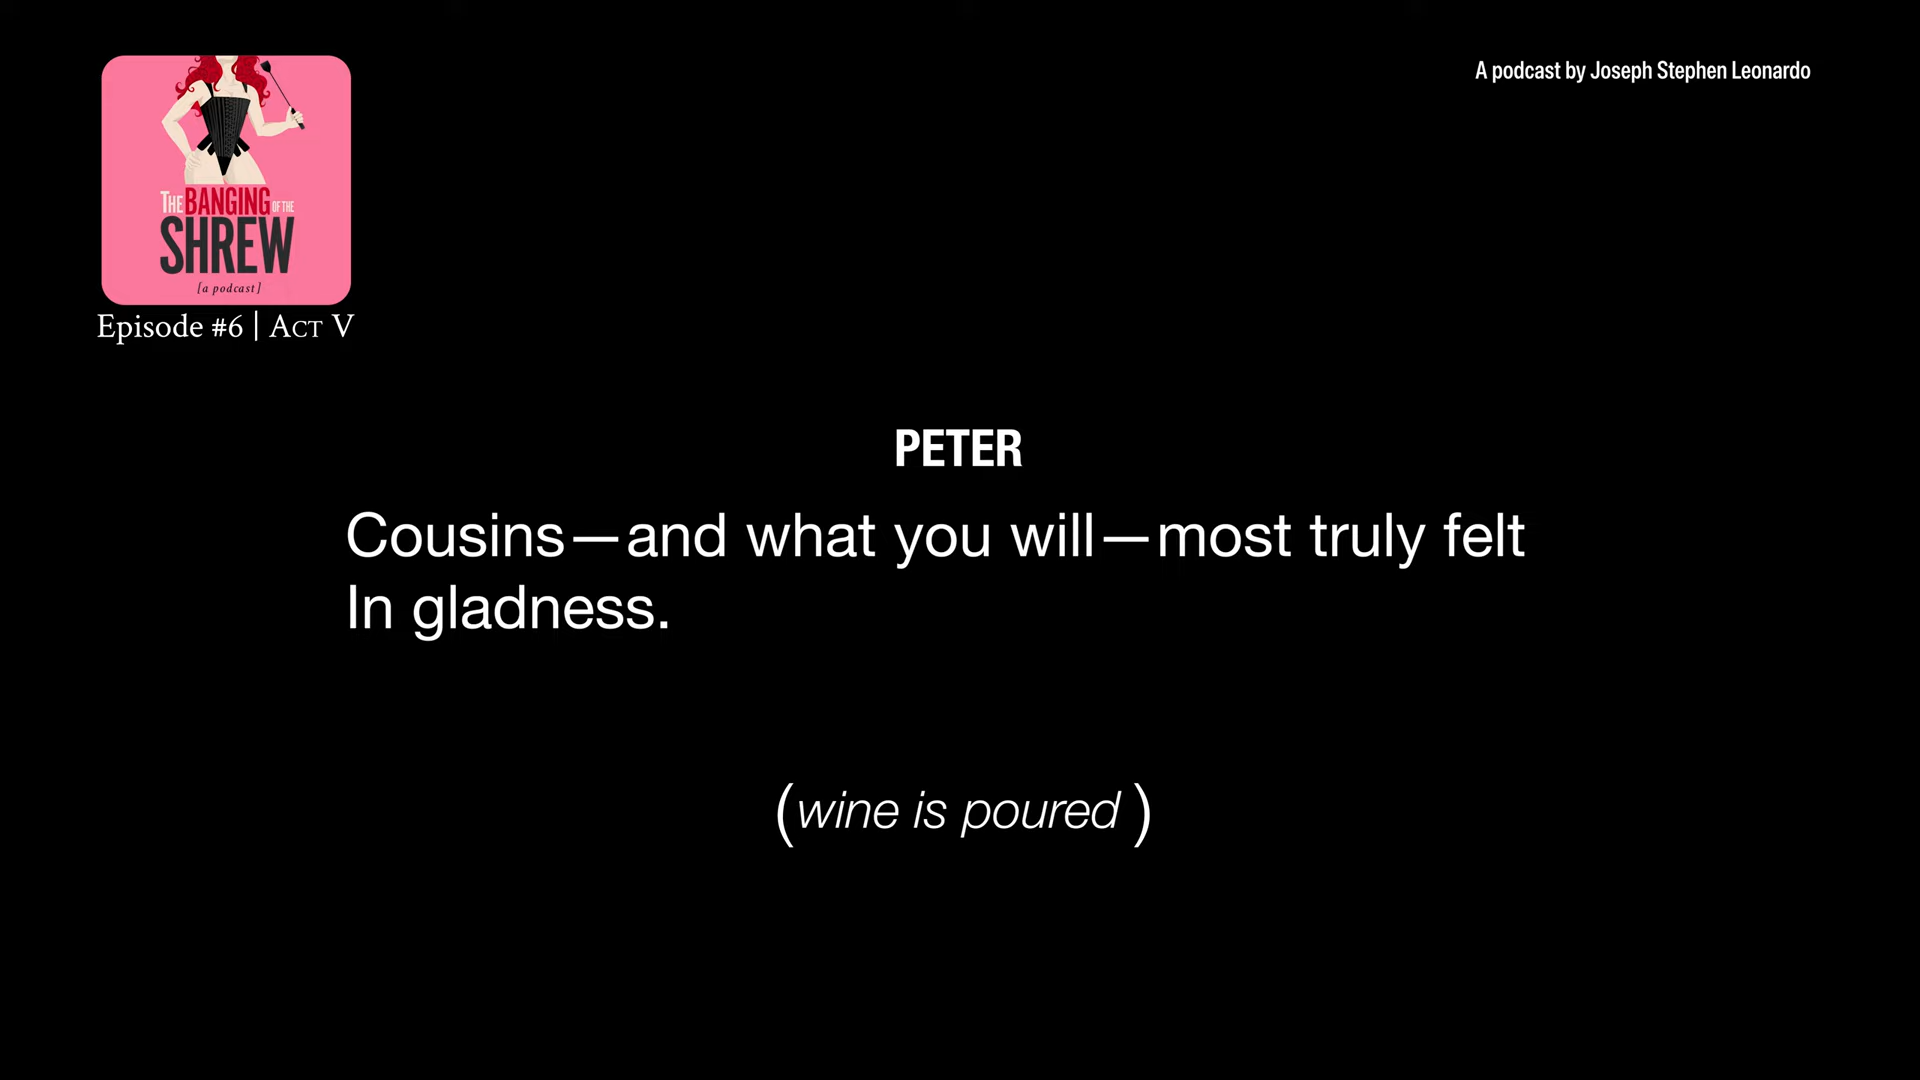 A podcast by Joseph Stephen Leonardo
THE BANGING OF THE
SHREW
[a podcast]
Episode #6 | ACT V
PETER
Cousins—and what you will—most truly felt
In gladness.
(wine is poured )